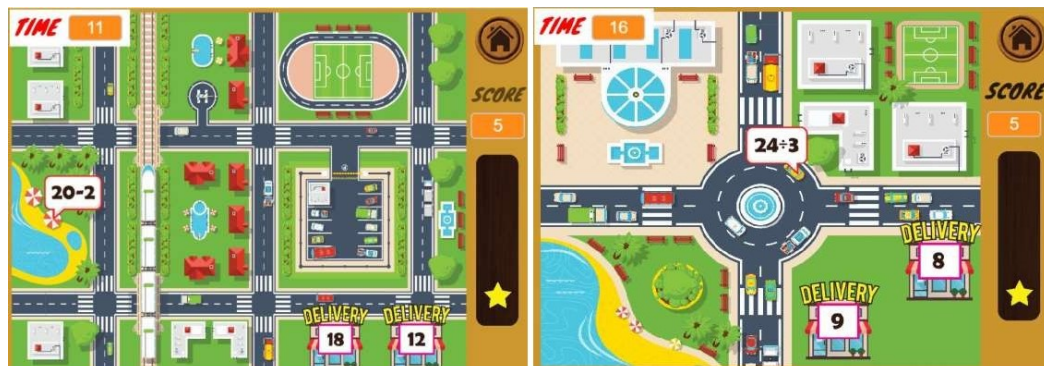 TIME 11
SCORE
5
20-2
DELIVERY
18
DELIVERY
12
TIME 16
SCORE
5
24÷3
DELIVERY
8
DELIVERY
9